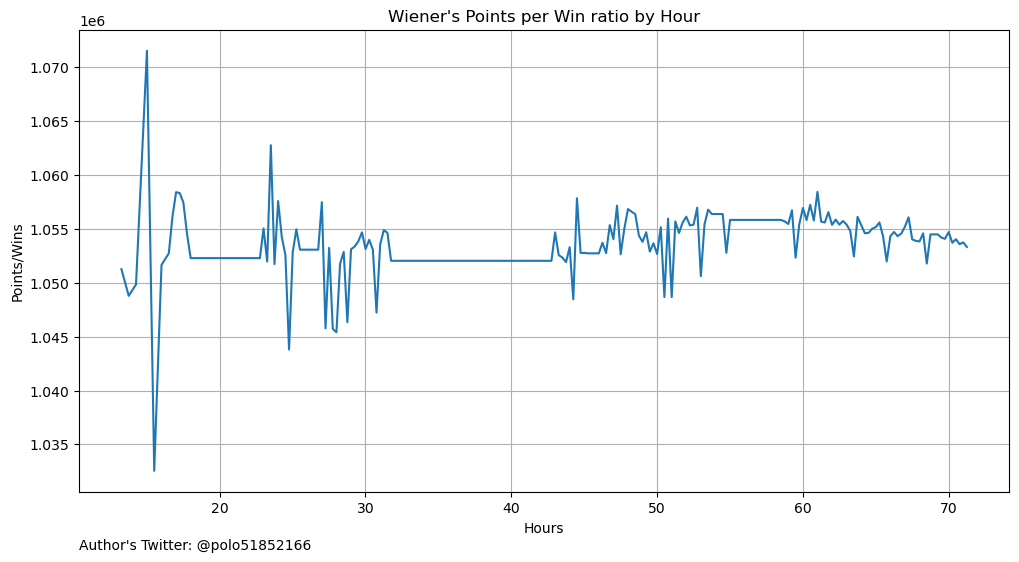 Wiener's Points per Win ratio by Hour
1e6
1.070
1.065
1.060
1.055
1.050
1.045
1.040
1.035
Points/Wins
20 30 40 50 60 70
Hours
Author's Twitter: @polo51852166